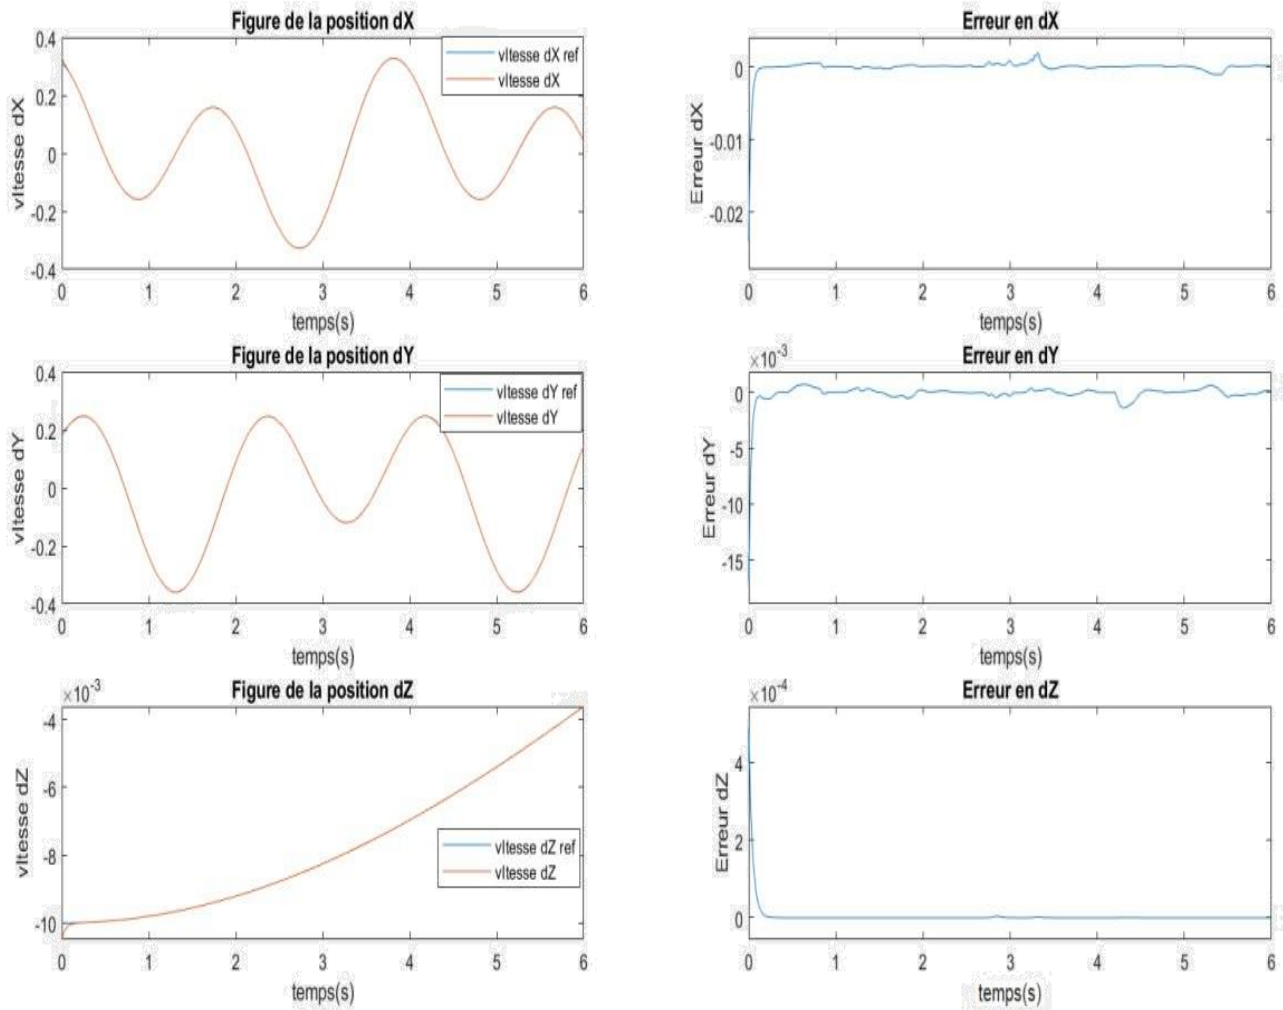 Figure de la position dX
0.4
0.2
0
-0.2
-0.4
vItesse dX
vItesse dX ref
vItesse dX
0 1 2 3 4 5 6
temps(s)
Erreur en dX
0
-0.01
-0.02
Erreur dX
0 1 2 3 4 5 6
temps(s)
Figure de la position dY
0.4
0.2
0
-0.2
-0.4
vItesse dY
vItesse dY ref
vItesse dY
0 1 2 3 4 5 6
temps(s)
Erreur en dY
×10-3
0
-5
-10
-15
Erreur dY
0 1 2 3 4 5 6
temps(s)
Figure de la position dZ
×10-3
-4
-6
-8
-10
vItesse dZ
vItesse dZ ref
vItesse dZ
0 1 2 3 4 5 6
temps(s)
Erreur en dZ
×10-4
4
2
0
Erreur dZ
0 1 2 3 4 5 6
temps(s)